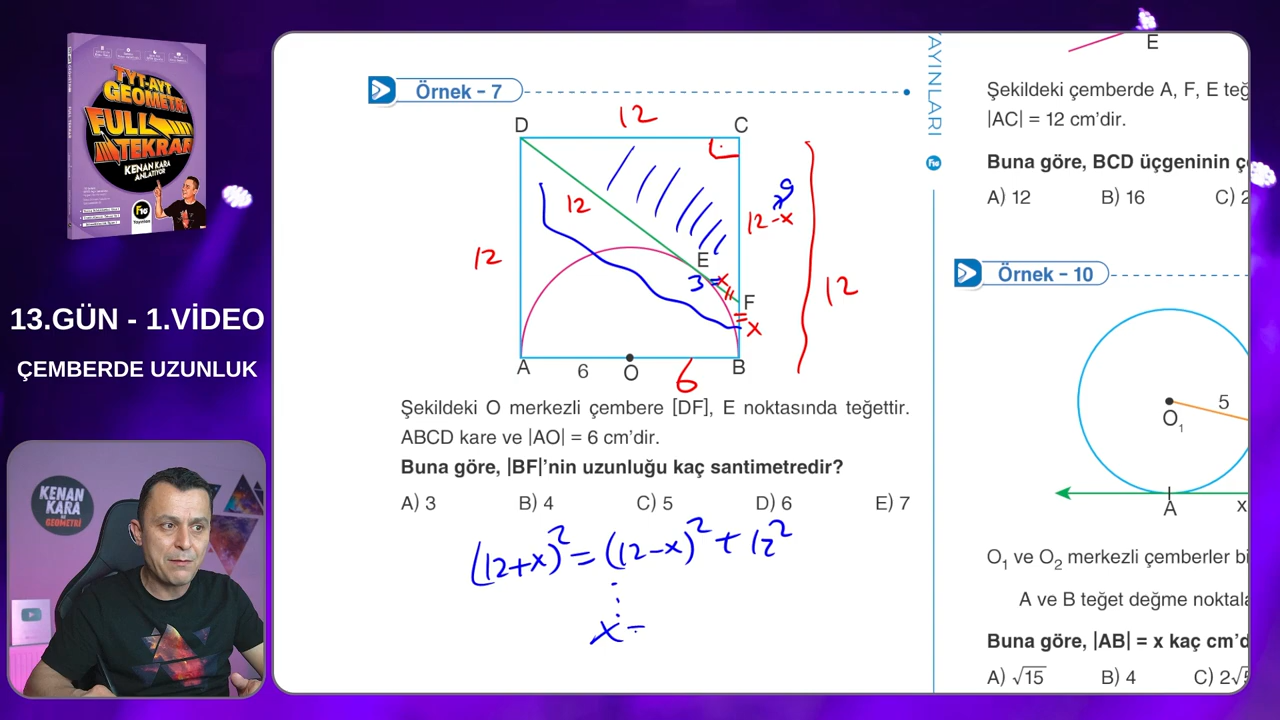 TYT-AYT
GEOMETRİ
FULL
TEKRAR
KENAN KARA
ANLATIYOR
F10
13.GÜN - 1.VİDEO
ÇEMBERDE UZUNLUK
KENAN
KARA
GEOMETRİ
Örnek - 7
12
D
C
12
12
12-x
9
E
3=x
F
x
12
A
6
O
6
B
Şekildeki O merkezli çembere [DF], E noktasında teğettir.
ABCD kare ve |AO| = 6 cm'dir.
Buna göre, |BF|'nin uzunluğu kaç santimetredir?
A) 3 B) 4 C) 5 D) 6 E) 7
(12+x)²=(12-x)²+12²
x=
AYINLARI
E
Şekildeki çemberde A, F, E teğ
|AC| = 12 cm'dir.
Buna göre, BCD üçgeninin ç
A) 12 B) 16 C) 2
Örnek - 10
5
O₁
A
x
O₁ ve O₂ merkezli çemberler bi
A ve B teğet değme noktala
Buna göre, |AB| = x kaç cm'd
A) √15 B) 4 C) 2√5